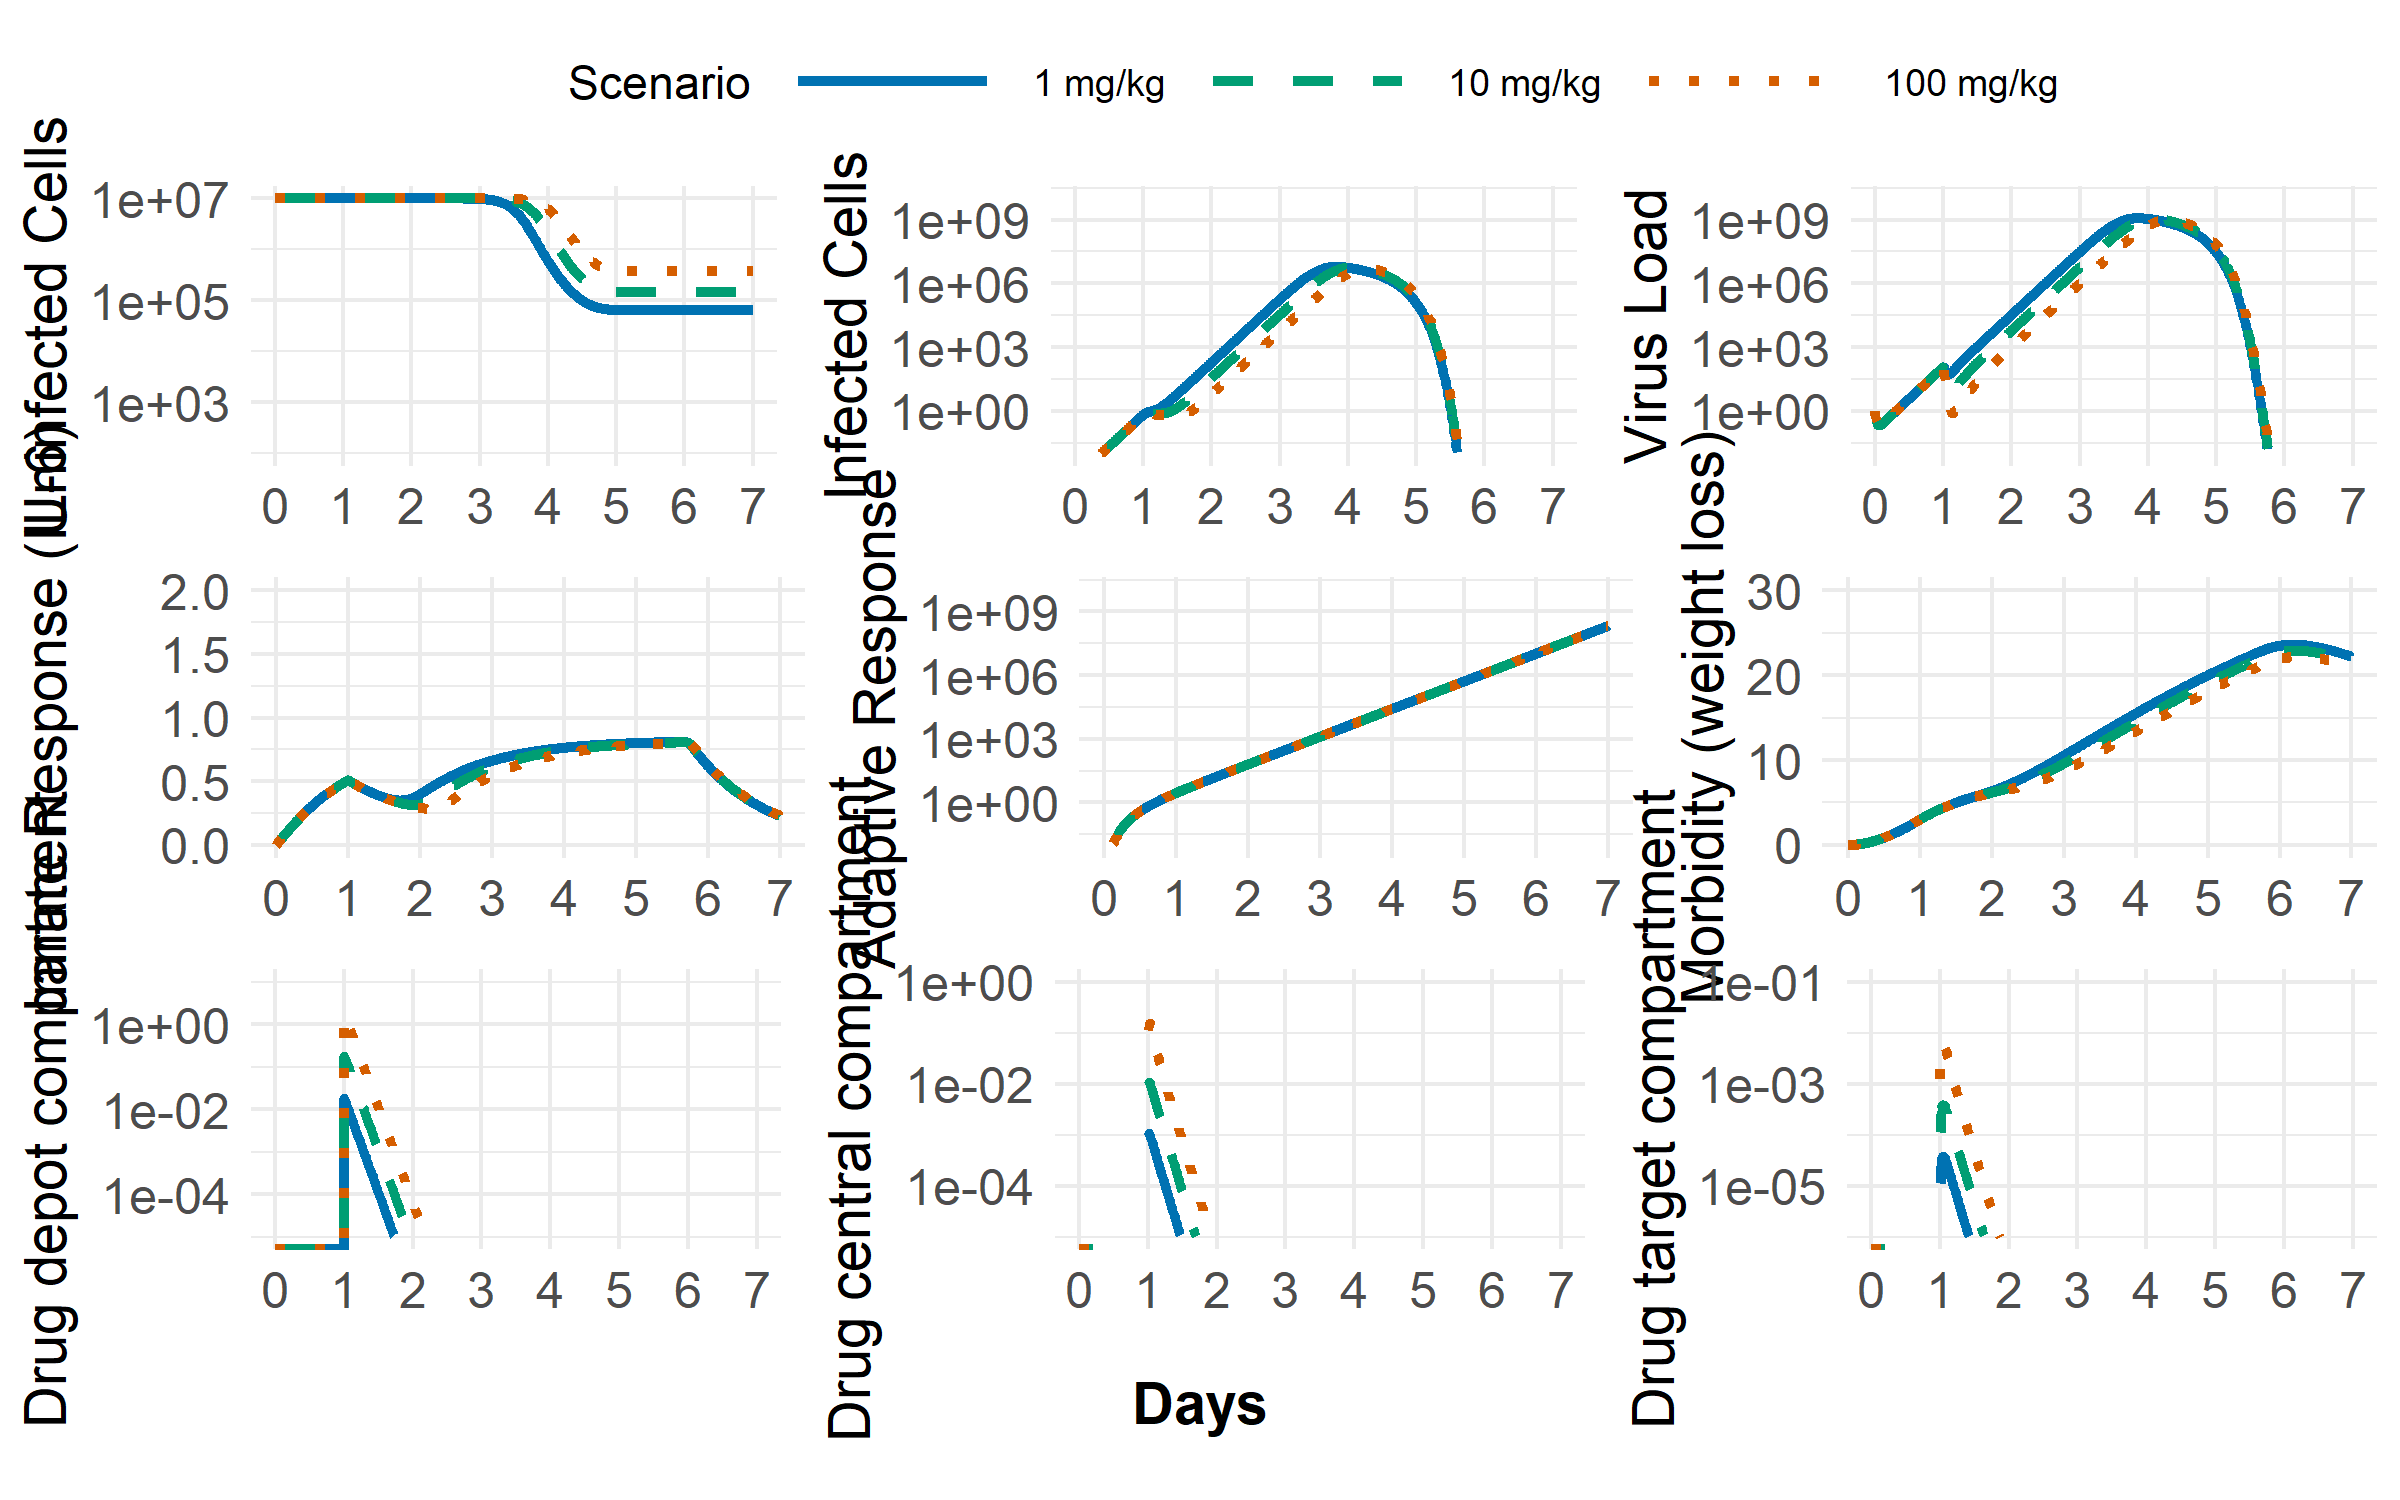 Scenario 1 mg/kg 10 mg/kg 100 mg/kg
Uninfected Cells
1e+07
1e+05
1e+03
0 1 2 3 4 5 6 7
Infected Cells
1e+09
1e+06
1e+03
1e+00
0 1 2 3 4 5 6 7
Virus Load
1e+09
1e+06
1e+03
1e+00
0 1 2 3 4 5 6 7
Innate Response (IL-6)
2.0
1.5
1.0
0.5
0.0
0 1 2 3 4 5 6 7
Adaptive Response
1e+09
1e+06
1e+03
1e+00
0 1 2 3 4 5 6 7
Morbidity (weight loss)
30
20
10
0
0 1 2 3 4 5 6 7
Drug depot compartment
1e+00
1e-02
1e-04
0 1 2 3 4 5 6 7
Drug central compartment
1e+00
1e-02
1e-04
0 1 2 3 4 5 6 7
Drug target compartment
1e-01
1e-03
1e-05
0 1 2 3 4 5 6 7
Days